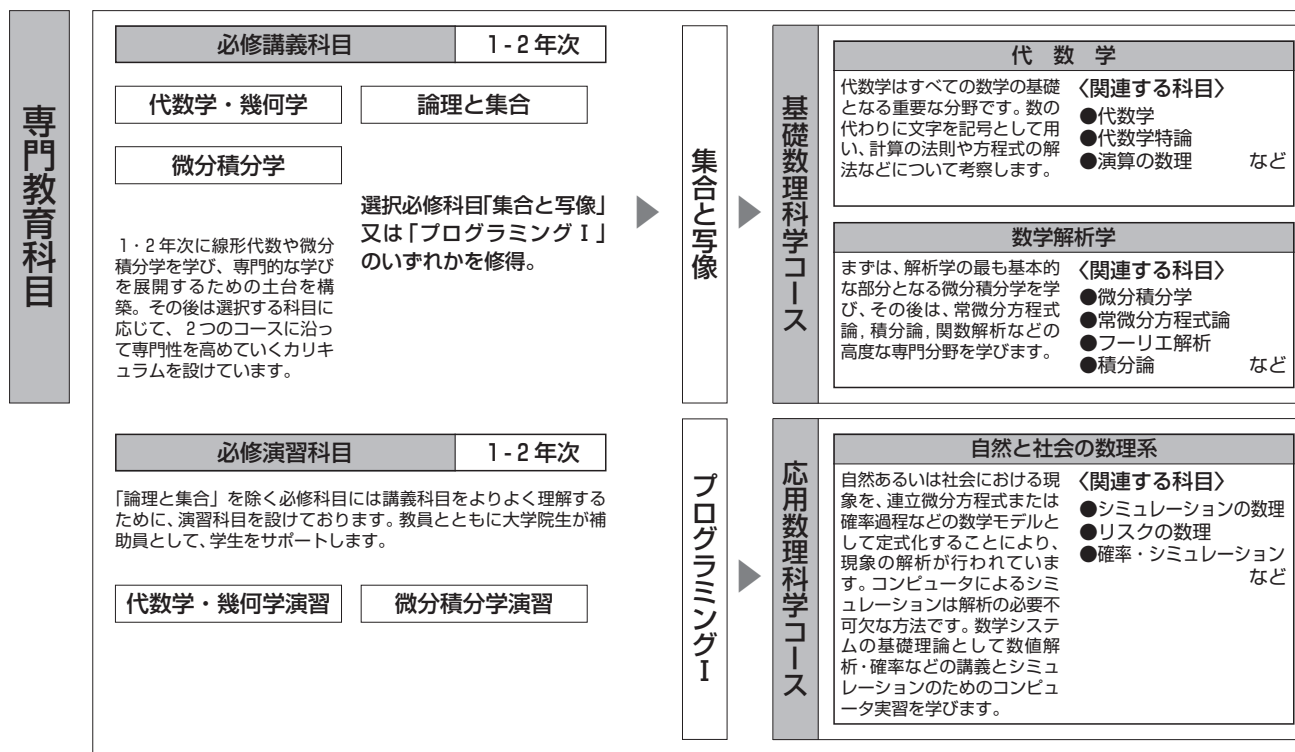 専門教育科目
必修講義科目
1-2年次
代数学・幾何学
論理と集合
微分積分学
1・2年次に線形代数や微分
積分学を学び、専門的な学び
を展開するための土台を構
築。その後は選択する科目に
応じて、2つのコースに沿っ
て専門性を高めていくカリキ
ュラムを設けています。
選択必修科目「集合と写像」
又は「プログラミングⅠ」
のいずれかを修得。
必修演習科目
1-2年次
「論理と集合」を除く必修科目には講義科目をよりよく理解する
ために、演習科目を設けております。教員とともに大学院生が補
助員として、学生をサポートします。
代数学・幾何学演習
微分積分学演習
集合と写像
基礎数理科学コース
代数学
代数学はすべての数学の基礎
となる重要な分野です。数の
代わりに文字を記号として用
い、計算の法則や方程式の解
法などについて考察します。
〈関連する科目〉
●代数学
●代数学特論
●演算の数理 など
数学解析学
まずは、解析学の最も基本的
な部分となる微分積分学を学
び、その後は、常微分方程式
論,積分論,関数解析などの
高度な専門分野を学びます。
〈関連する科目〉
●微分積分学
●常微分方程式論
●フーリエ解析
●積分論 など
プログラミングⅠ
応用数理科学コース
自然と社会の数理系
自然あるいは社会における現
象を、連立微分方程式または
確率過程などの数学モデルと
して定式化することにより、
現象の解析が行われていま
す。コンピュータによるシミ
ュレーションは解析の必要不
可欠な方法です。数学システ
ムの基礎理論として数値解
析・確率などの講義とシミュ
レーションのためのコンピュ
ータ実習を学びます。
〈関連する科目〉
●シミュレーションの数理
●リスクの数理
●確率・シミュレーション
など